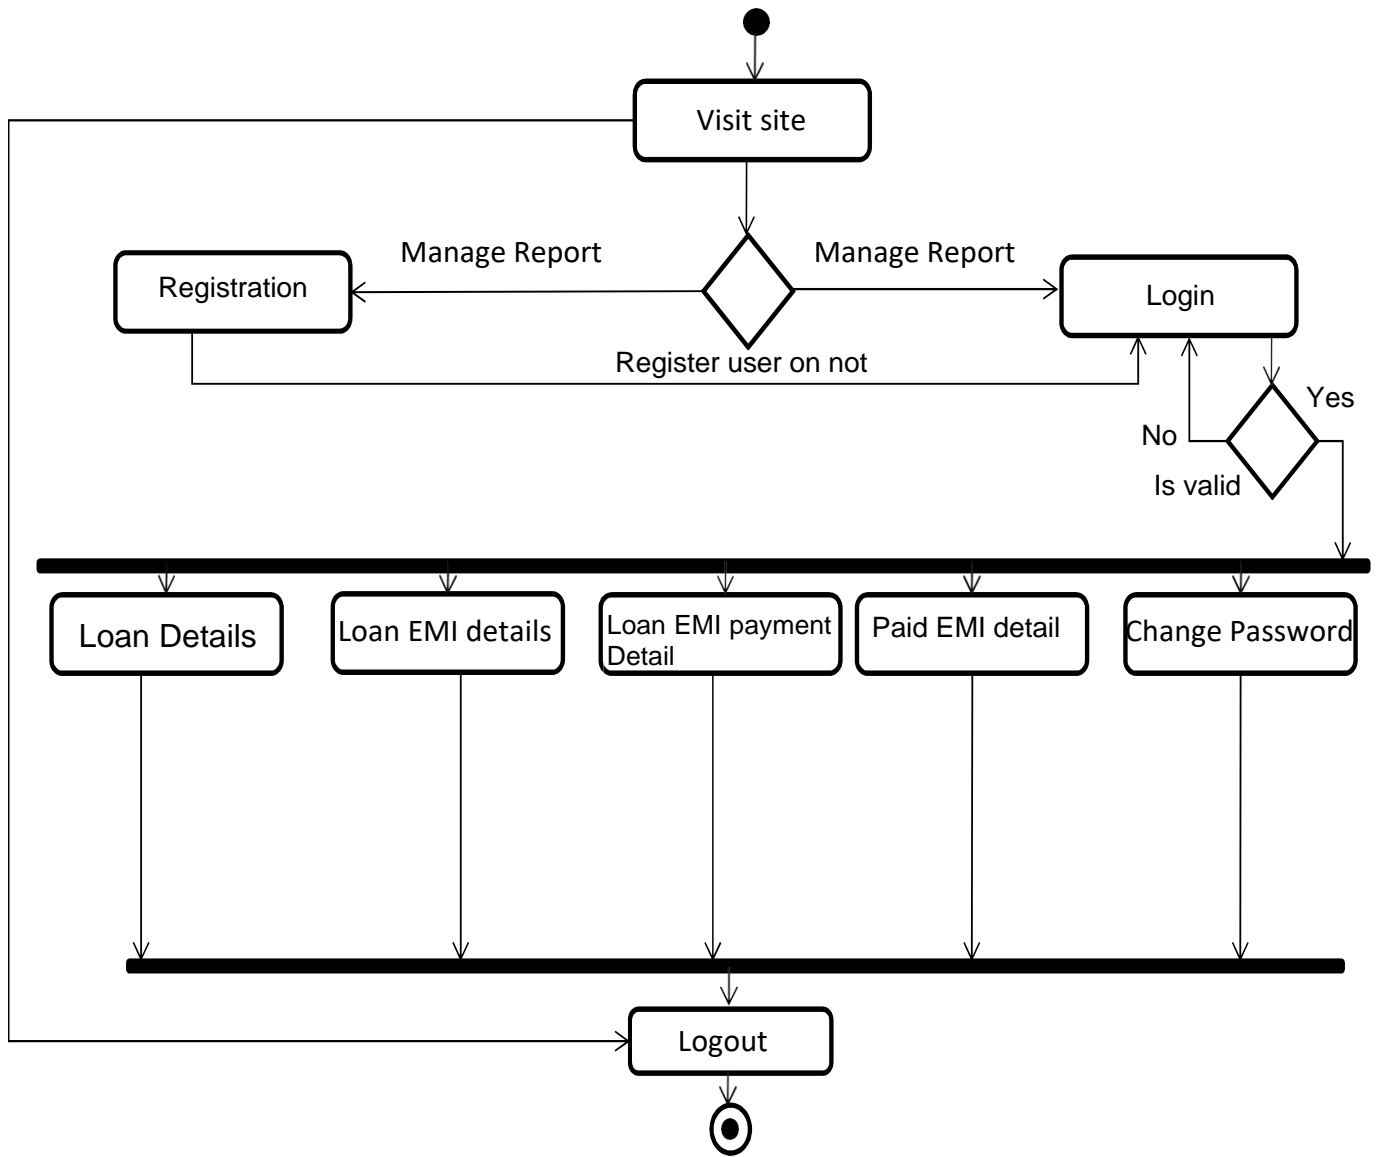 Visit site
Manage Report
Manage Report
Registration
Login
Register user on not
Yes
No
Is valid
Loan Details
Loan EMI details
Loan EMI payment
Detail
Paid EMI detail
Change Password
Logout